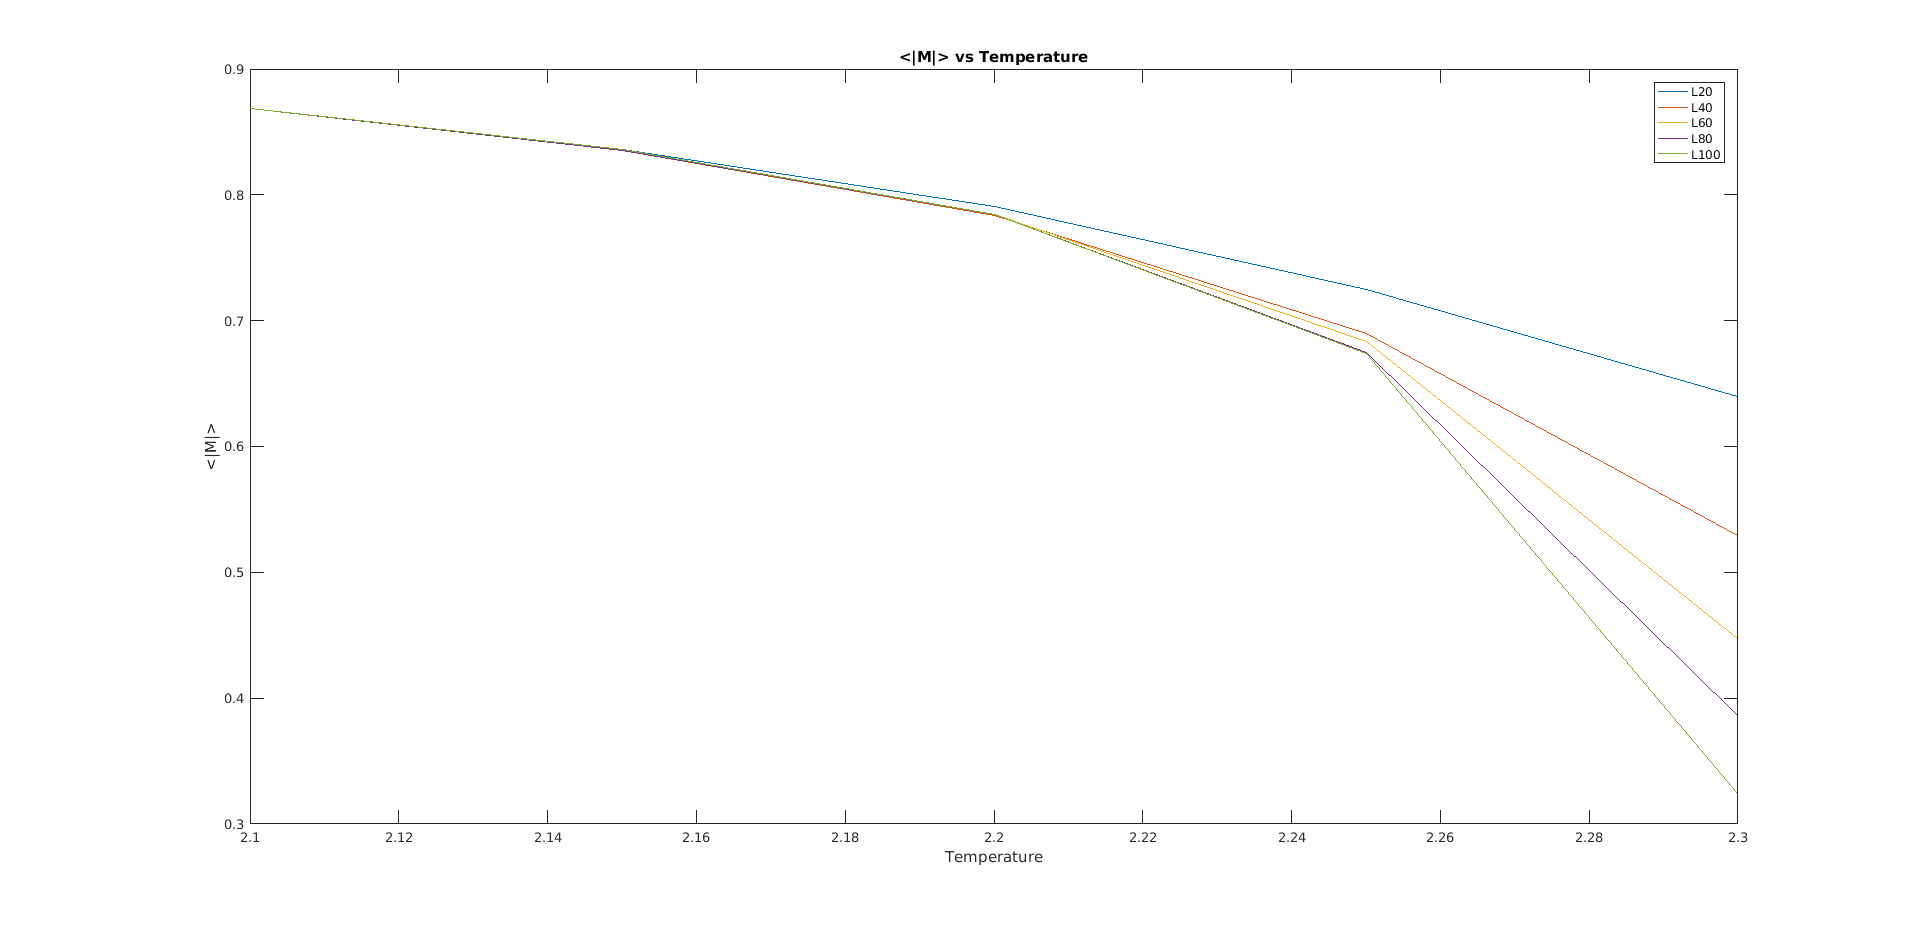 <|M|> vs Temperature
L20
L40
L60
L80
L100
0.9
0.8
0.7
0.6
0.5
0.4
0.3
<|M|>
2.1 2.12 2.14 2.16 2.18 2.2 2.22 2.24 2.26 2.28 2.3
Temperature